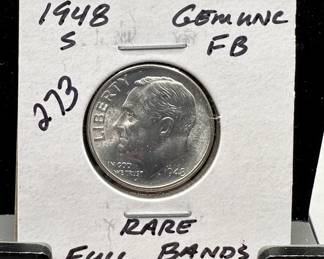 1948 GEM UNC
S FB
273
LIBERTY
IN GOD
WE TRUST 1948
RARE
FULL BANDS